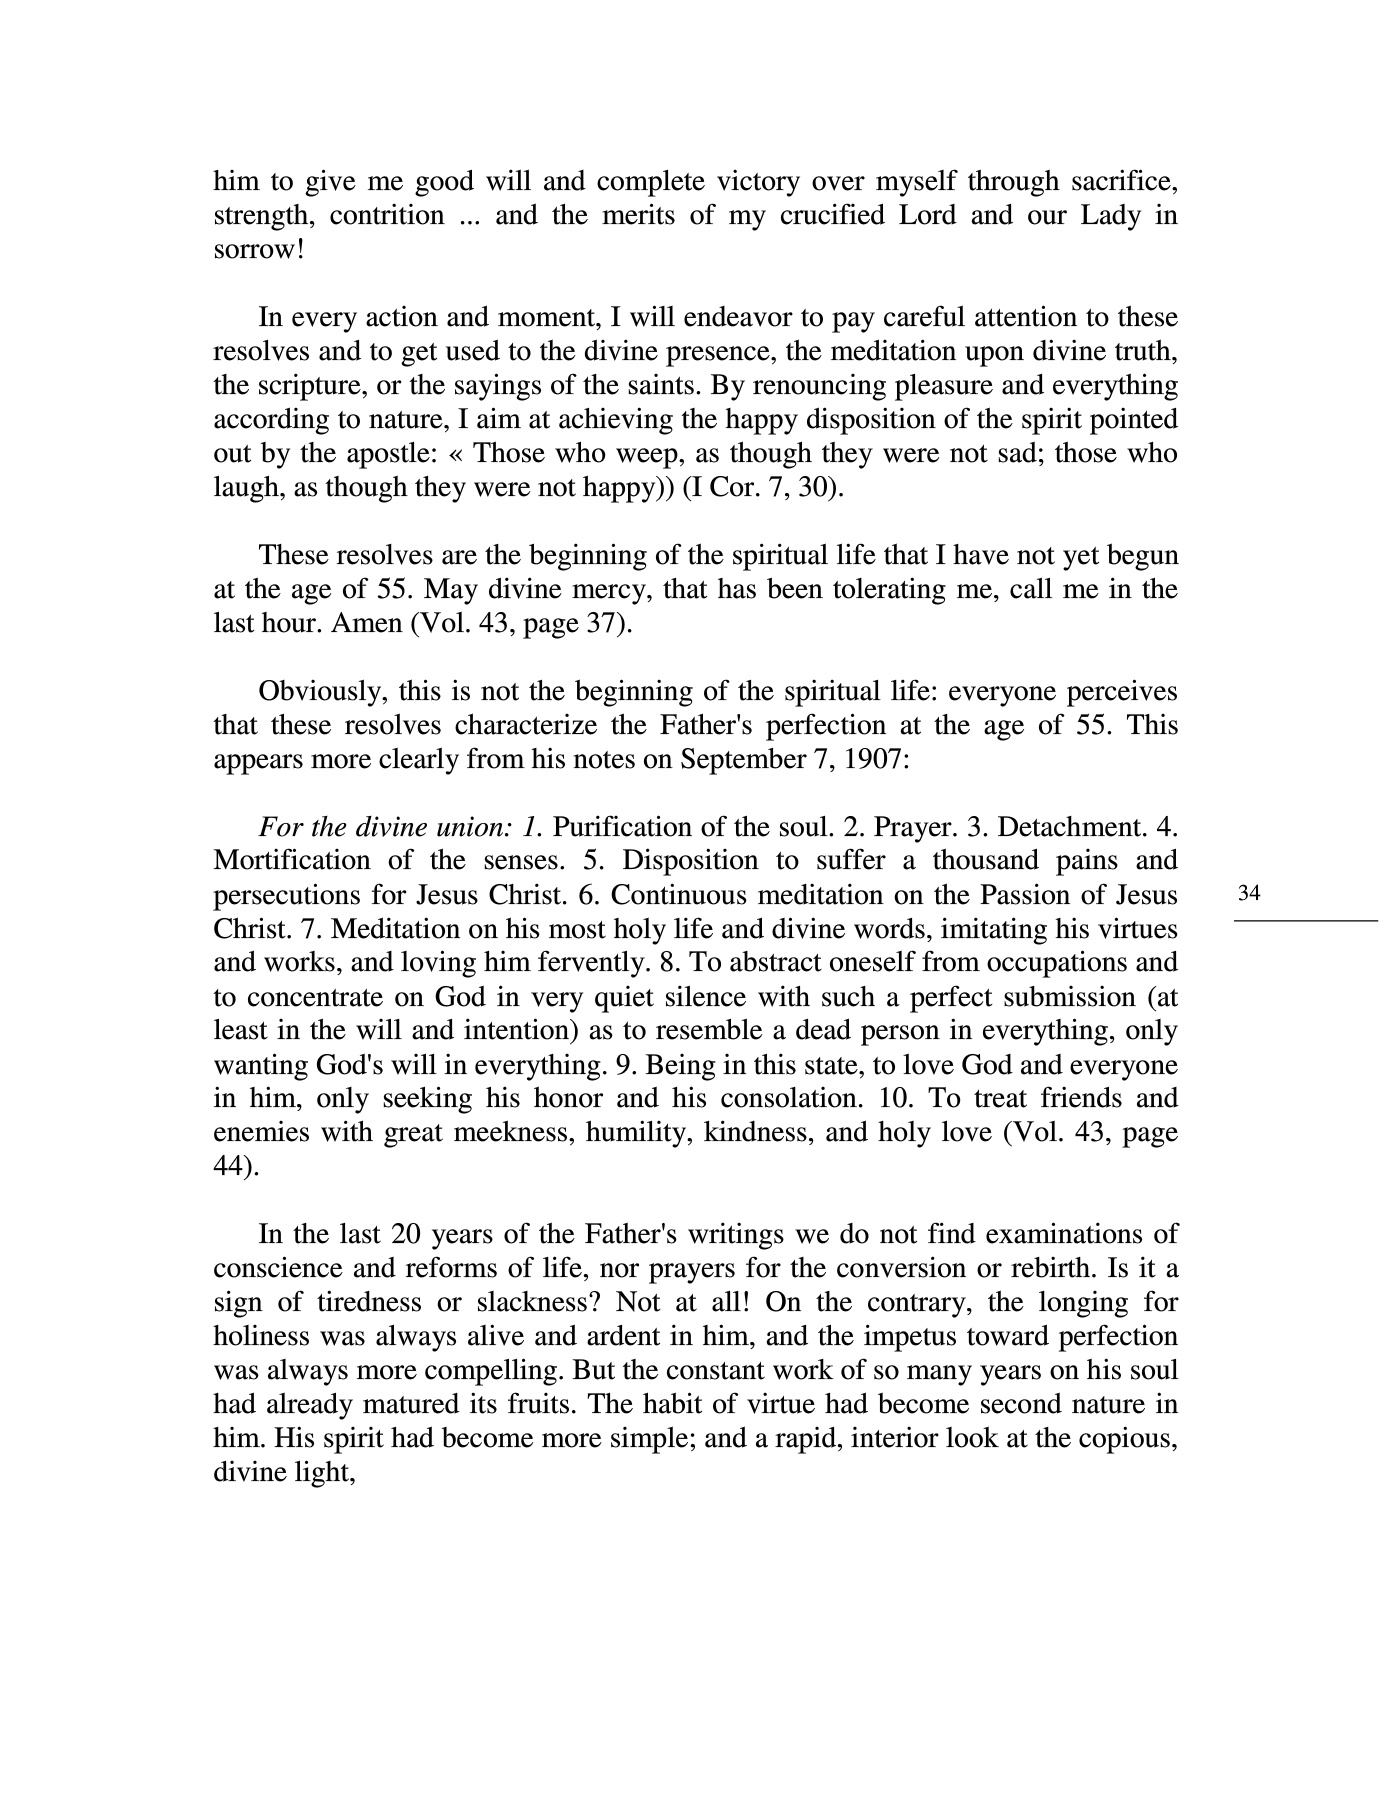 him to give me good will and complete victory over myself through sacrifice,
strength, contrition ... and the merits of my crucified Lord and our Lady in
sorrow!
In every action and moment, I will endeavor to pay careful attention to these
resolves and to get used to the divine presence, the meditation upon divine truth,
the scripture, or the sayings of the saints. By renouncing pleasure and everything
according to nature, I aim at achieving the happy disposition of the spirit pointed
out by the apostle: « Those who weep, as though they were not sad; those who
laugh, as though they were not happy)) (I Cor. 7, 30).
These resolves are the beginning of the spiritual life that I have not yet begun
at the age of 55. May divine mercy, that has been tolerating me, call me in the
last hour. Amen (Vol. 43, page 37).
Obviously, this is not the beginning of the spiritual life: everyone perceives
that these resolves characterize the Father's perfection at the age of 55. This
appears more clearly from his notes on September 7, 1907:
For the divine union: 1. Purification of the soul. 2. Prayer. 3. Detachment. 4.
Mortification of the senses. 5. Disposition to suffer a thousand pains and
persecutions for Jesus Christ. 6. Continuous meditation on the Passion of Jesus
Christ. 7. Meditation on his most holy life and divine words, imitating his virtues
and works, and loving him fervently. 8. To abstract oneself from occupations and
to concentrate on God in very quiet silence with such a perfect submission (at
least in the will and intention) as to resemble a dead person in everything, only
wanting God's will in everything. 9. Being in this state, to love God and everyone
in him, only seeking his honor and his consolation. 10. To treat friends and
enemies with great meekness, humility, kindness, and holy love (Vol. 43, page
44).
In the last 20 years of the Father's writings we do not find examinations of
conscience and reforms of life, nor prayers for the conversion or rebirth. Is it a
sign of tiredness or slackness? Not at all! On the contrary, the longing for
holiness was always alive and ardent in him, and the impetus toward perfection
was always more compelling. But the constant work of so many years on his soul
had already matured its fruits. The habit of virtue had become second nature in
him. His spirit had become more simple; and a rapid, interior look at the copious,
divine light,
34